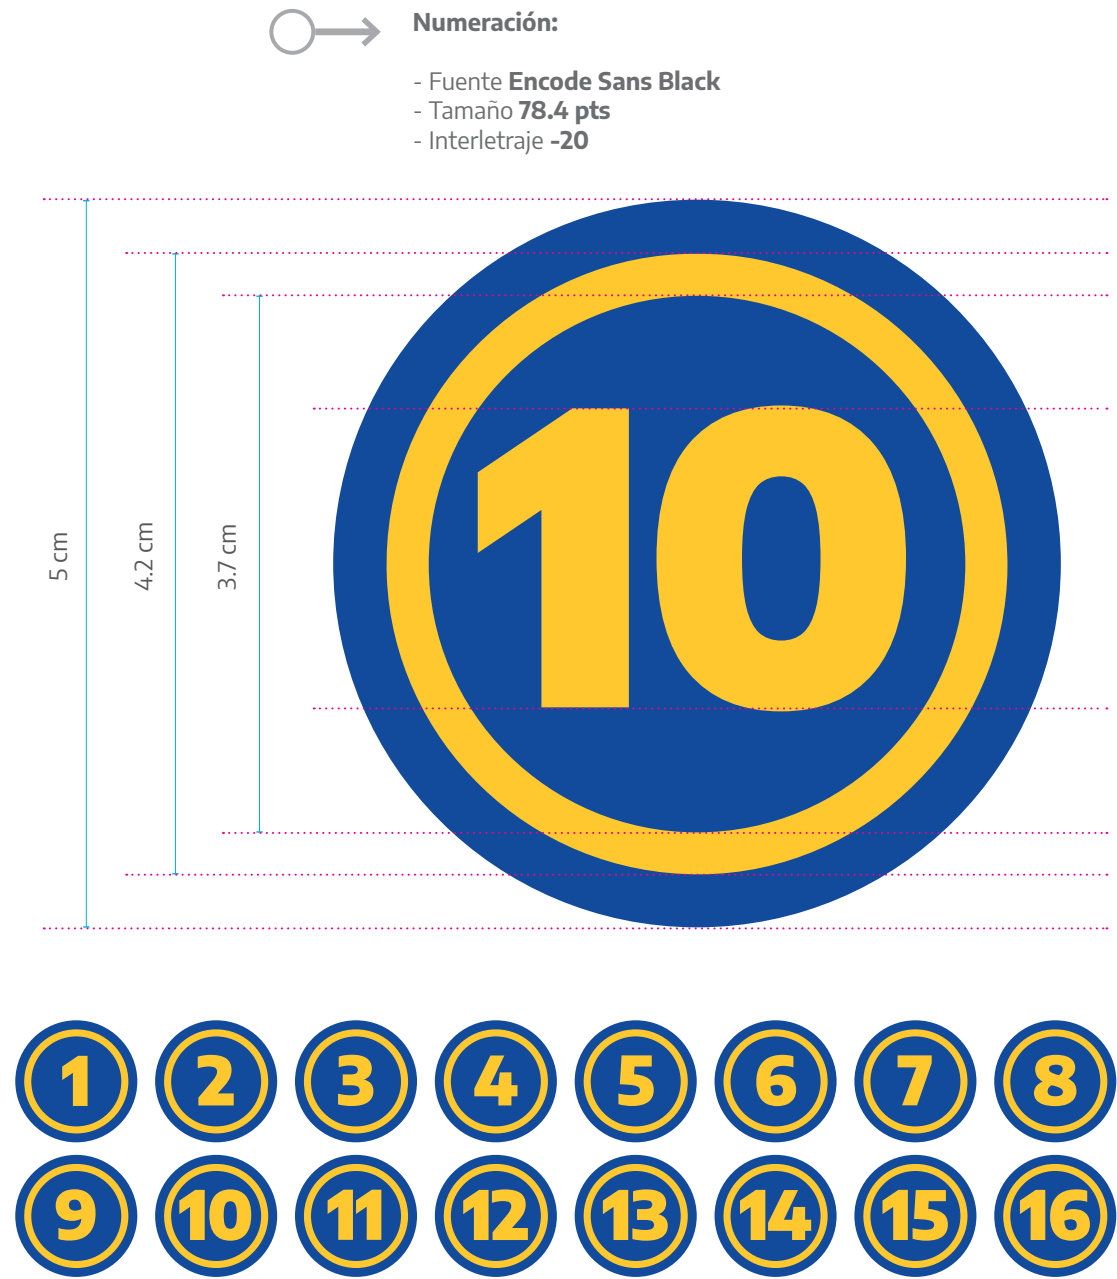 Numeración:
- Fuente Encode Sans Black
- Tamaño 78.4 pts
- Interletraje -20
5 cm
4.2 cm
3.7 cm
10
1 2 3 4 5 6 7 8
9 10 11 12 13 14 15 16